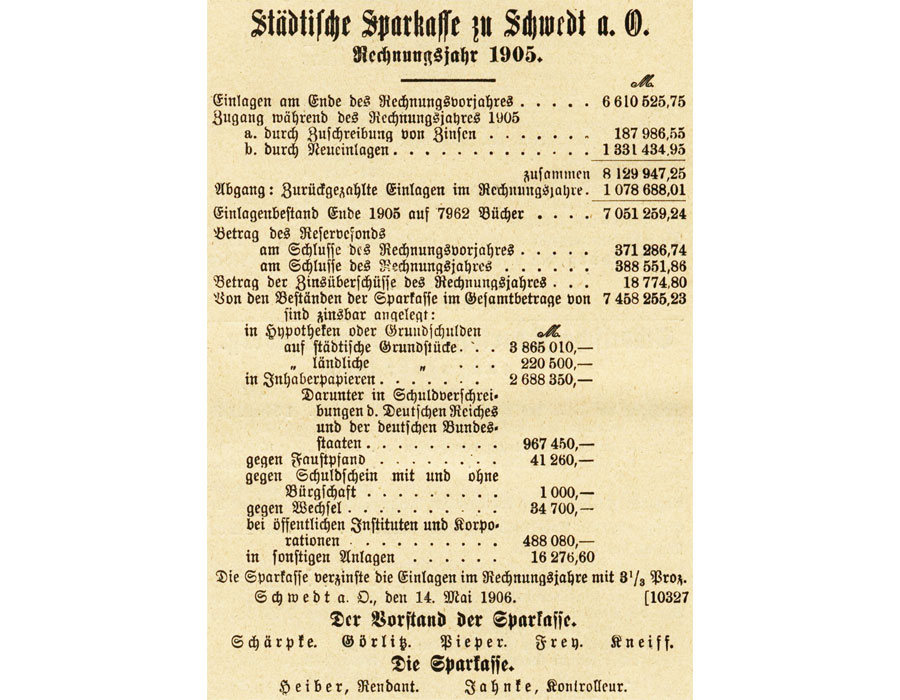 Städtische Sparkasse zu Schwedt a. O.
Rechnungsjahr 1905.
M.
Einlagen am Ende des Rechnungsvorjahres . . . . . 6 610 525,75
Zugang während des Rechnungsjahres 1905
a. durch Zuschreibung von Zinsen . . . . . . . 187 986,55
b. durch Neueinlagen . . . . . . . . . . . . . 1 331 434,95
zusammen 8 129 947,25
Abgang: Zurückgezahlte Einlagen im Rechnungsjahre. 1 078 688,01
Einlagenbestand Ende 1905 auf 7962 Bücher . . . . 7 051 259,24
Betrag des Reservefonds
am Schlusse des Rechnungsvorjahres . . . . . 371 286,74
am Schlusse des Rechnungsjahres . . . . . . 388 551,86
Betrag der Zinsüberschüsse des Rechnungsjahres . . . 18 774,80
Von den Beständen der Sparkasse im Gesamtbetrage von 7 458 255,23
sind zinsbar angelegt:
in Hypotheken oder Grundschulden M.
auf städtische Grundstücke . . . 3 865 010,—
„ ländliche „ . . . 220 500,—
in Inhaberpapieren . . . . . . . 2 688 350,—
Darunter in Schuldverschrei-
bungen d. Deutschen Reiches
und der deutschen Bundes-
staaten . . . . . . . . 967 450,—
gegen Faustpfand . . . . . . . . 41 260,—
gegen Schuldschein mit und ohne
Bürgschaft . . . . . . . . 1 000,—
gegen Wechsel . . . . . . . . . . 34 700,—
bei öffentlichen Instituten und Korpo-
rationen . . . . . . . . . 488 080,—
in sonstigen Anlagen . . . . . . 16 276,60
Die Sparkasse verzinste die Einlagen im Rechnungsjahre mit 3 1/3 Proz.
Schwedt a. O., den 14. Mai 1906. [10327
Der Vorstand der Sparkasse.
Schärpke. Görlitz. Pieper. Frey. Kneiff.
Die Sparkasse.
Heiber, Rendant. Jahnke, Kontrolleur.